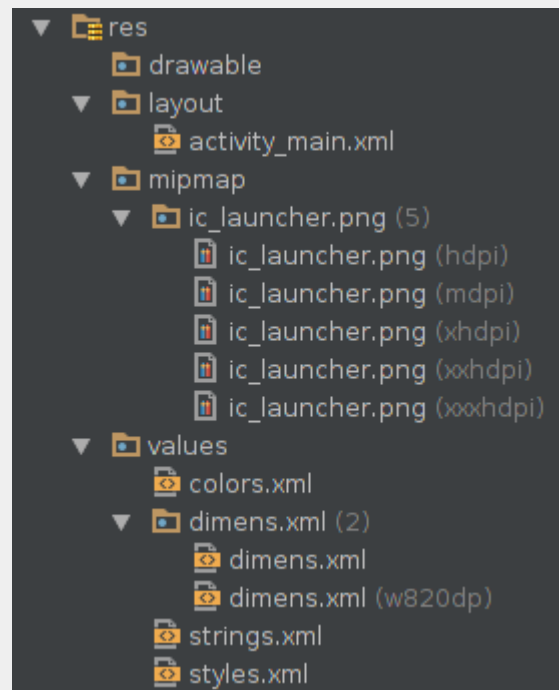 res
drawable
layout
activity_main.xml
mipmap
ic_launcher.png (5)
ic_launcher.png (hdpi)
ic_launcher.png (mdpi)
ic_launcher.png (xhdpi)
ic_launcher.png (xxhdpi)
ic_launcher.png (xxxhdpi)
values
colors.xml
dimens.xml (2)
dimens.xml
dimens.xml (w820dp)
strings.xml
styles.xml